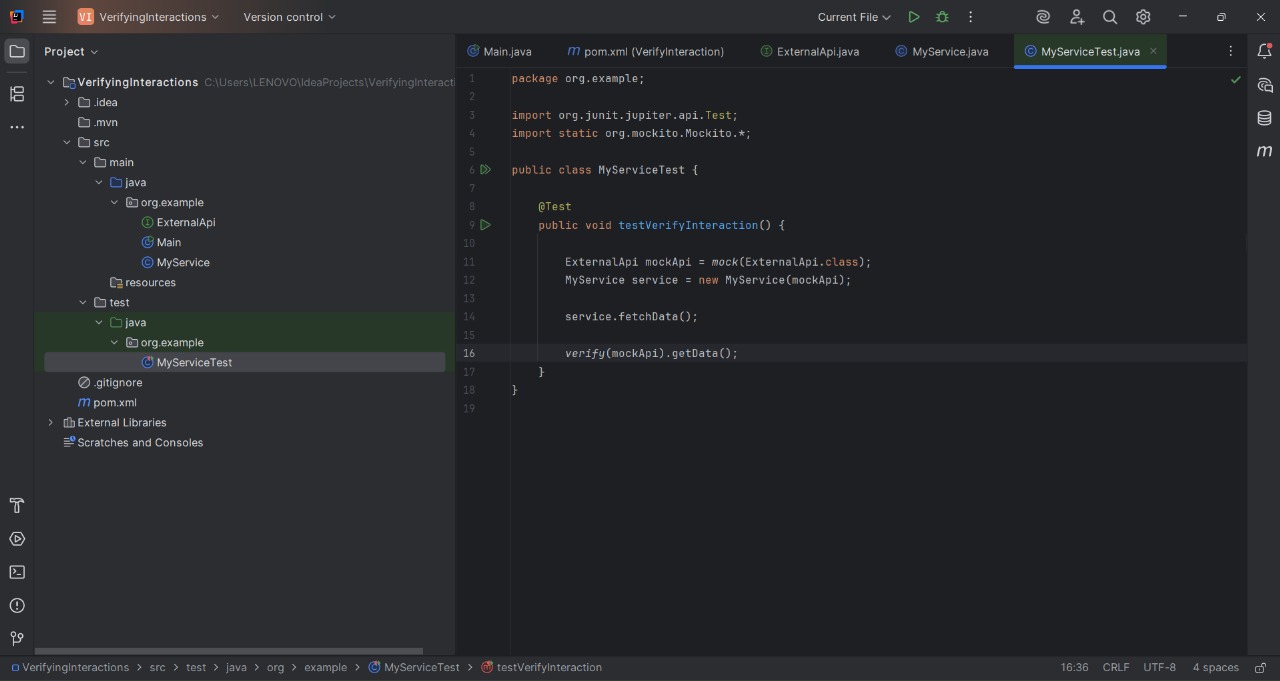 VI VerifyingInteractions Version control Current File
Project
Main.java pom.xml (VerifyInteraction) ExternalApi.java MyService.java MyServiceTest.java
VerifyingInteractions C:\Users\LENOVO\IdeaProjects\VerifyingInteract
.idea
.mvn
src
main
java
org.example
ExternalApi
Main
MyService
resources
test
java
org.example
MyServiceTest
.gitignore
pom.xml
External Libraries
Scratches and Consoles
1 package org.example;
2
3 import org.junit.jupiter.api.Test;
4 import static org.mockito.Mockito.*;
5
6 public class MyServiceTest {
7
8 @Test
9 public void testVerifyInteraction() {
10
11 ExternalApi mockApi = mock(ExternalApi.class);
12 MyService service = new MyService(mockApi);
13
14 service.fetchData();
15
16 verify(mockApi).getData();
17 }
18 }
19
VerifyingInteractions > src > test > java > org > example > MyServiceTest > testVerifyInteraction 16:36 CRLF UTF-8 4 spaces